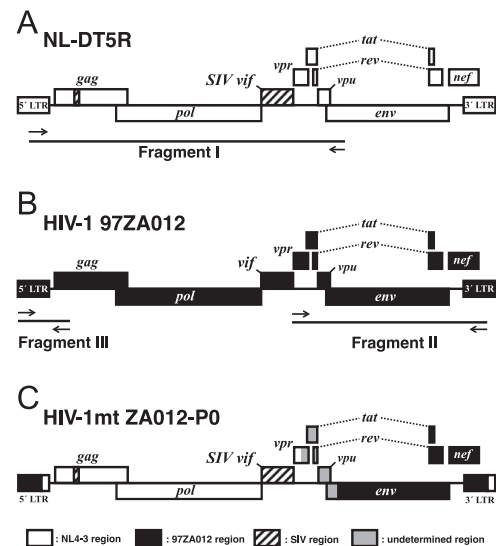 A
NL-DT5R
tat
vpr
rev
SIV vif
vpu
nef
gag
5´ LTR
3´ LTR
pol
env
Fragment I
B
HIV-1 97ZA012
tat
vpr
rev
gag
vif
vpu
nef
5´ LTR
3´ LTR
pol
env
Fragment III
Fragment II
C
HIV-1mt ZA012-P0
tat
vpr
rev
gag
SIV vif
vpu
nef
pol
env
5´ LTR
3´ LTR
: NL4-3 region : 97ZA012 region : SIV region : undetermined region